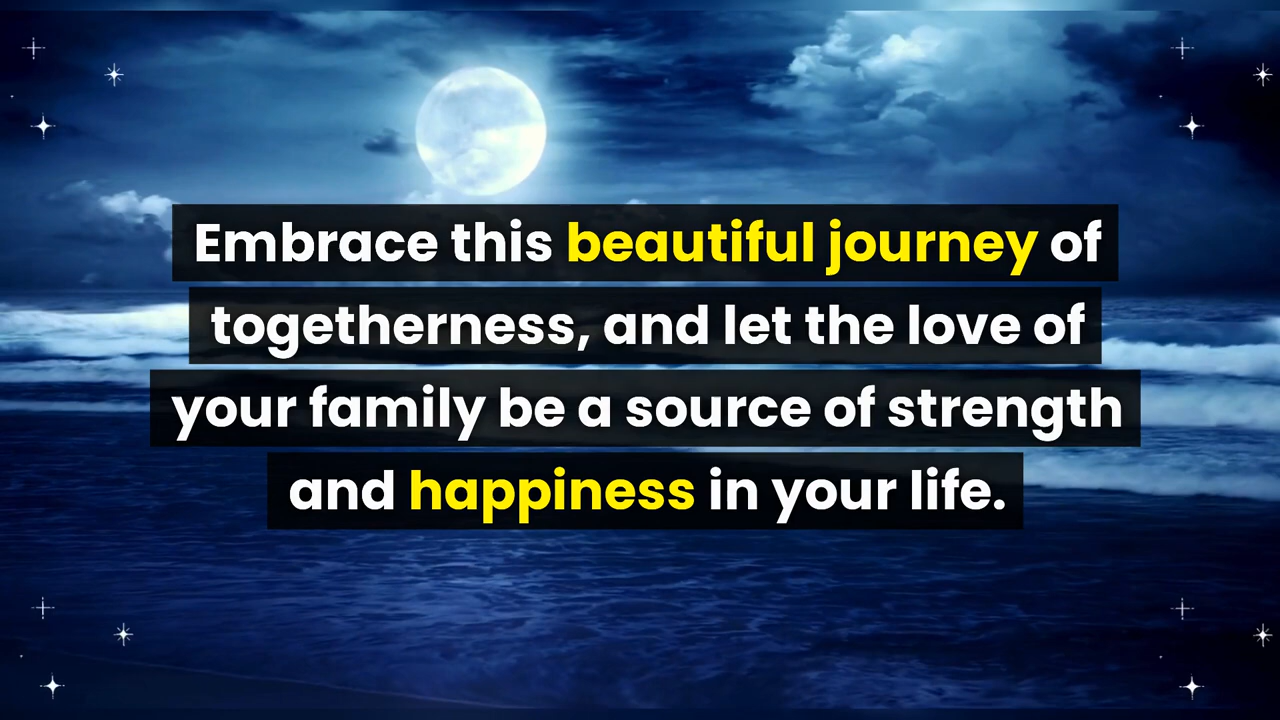 Embrace this beautiful journey of
togetherness, and let the love of
your family be a source of strength
and happiness in your life.